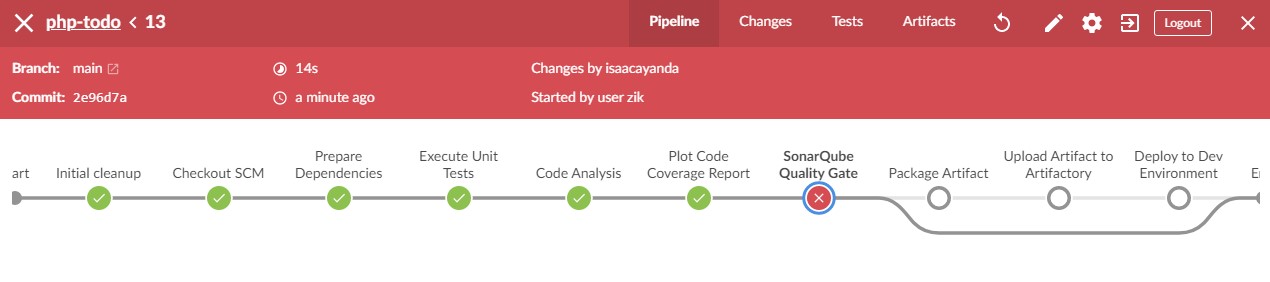 php-todo < 13
Pipeline
Changes
Tests
Artifacts
Logout
Branch: main
14s
Changes by isaacayanda
Commit: 2e96d7a
a minute ago
Started by user zik
art
Initial cleanup
Checkout SCM
Prepare
Dependencies
Execute Unit
Tests
Code Analysis
Plot Code
Coverage Report
SonarQube
Quality Gate
Package Artifact
Upload Artifact to
Artifactory
Deploy to Dev
Environment